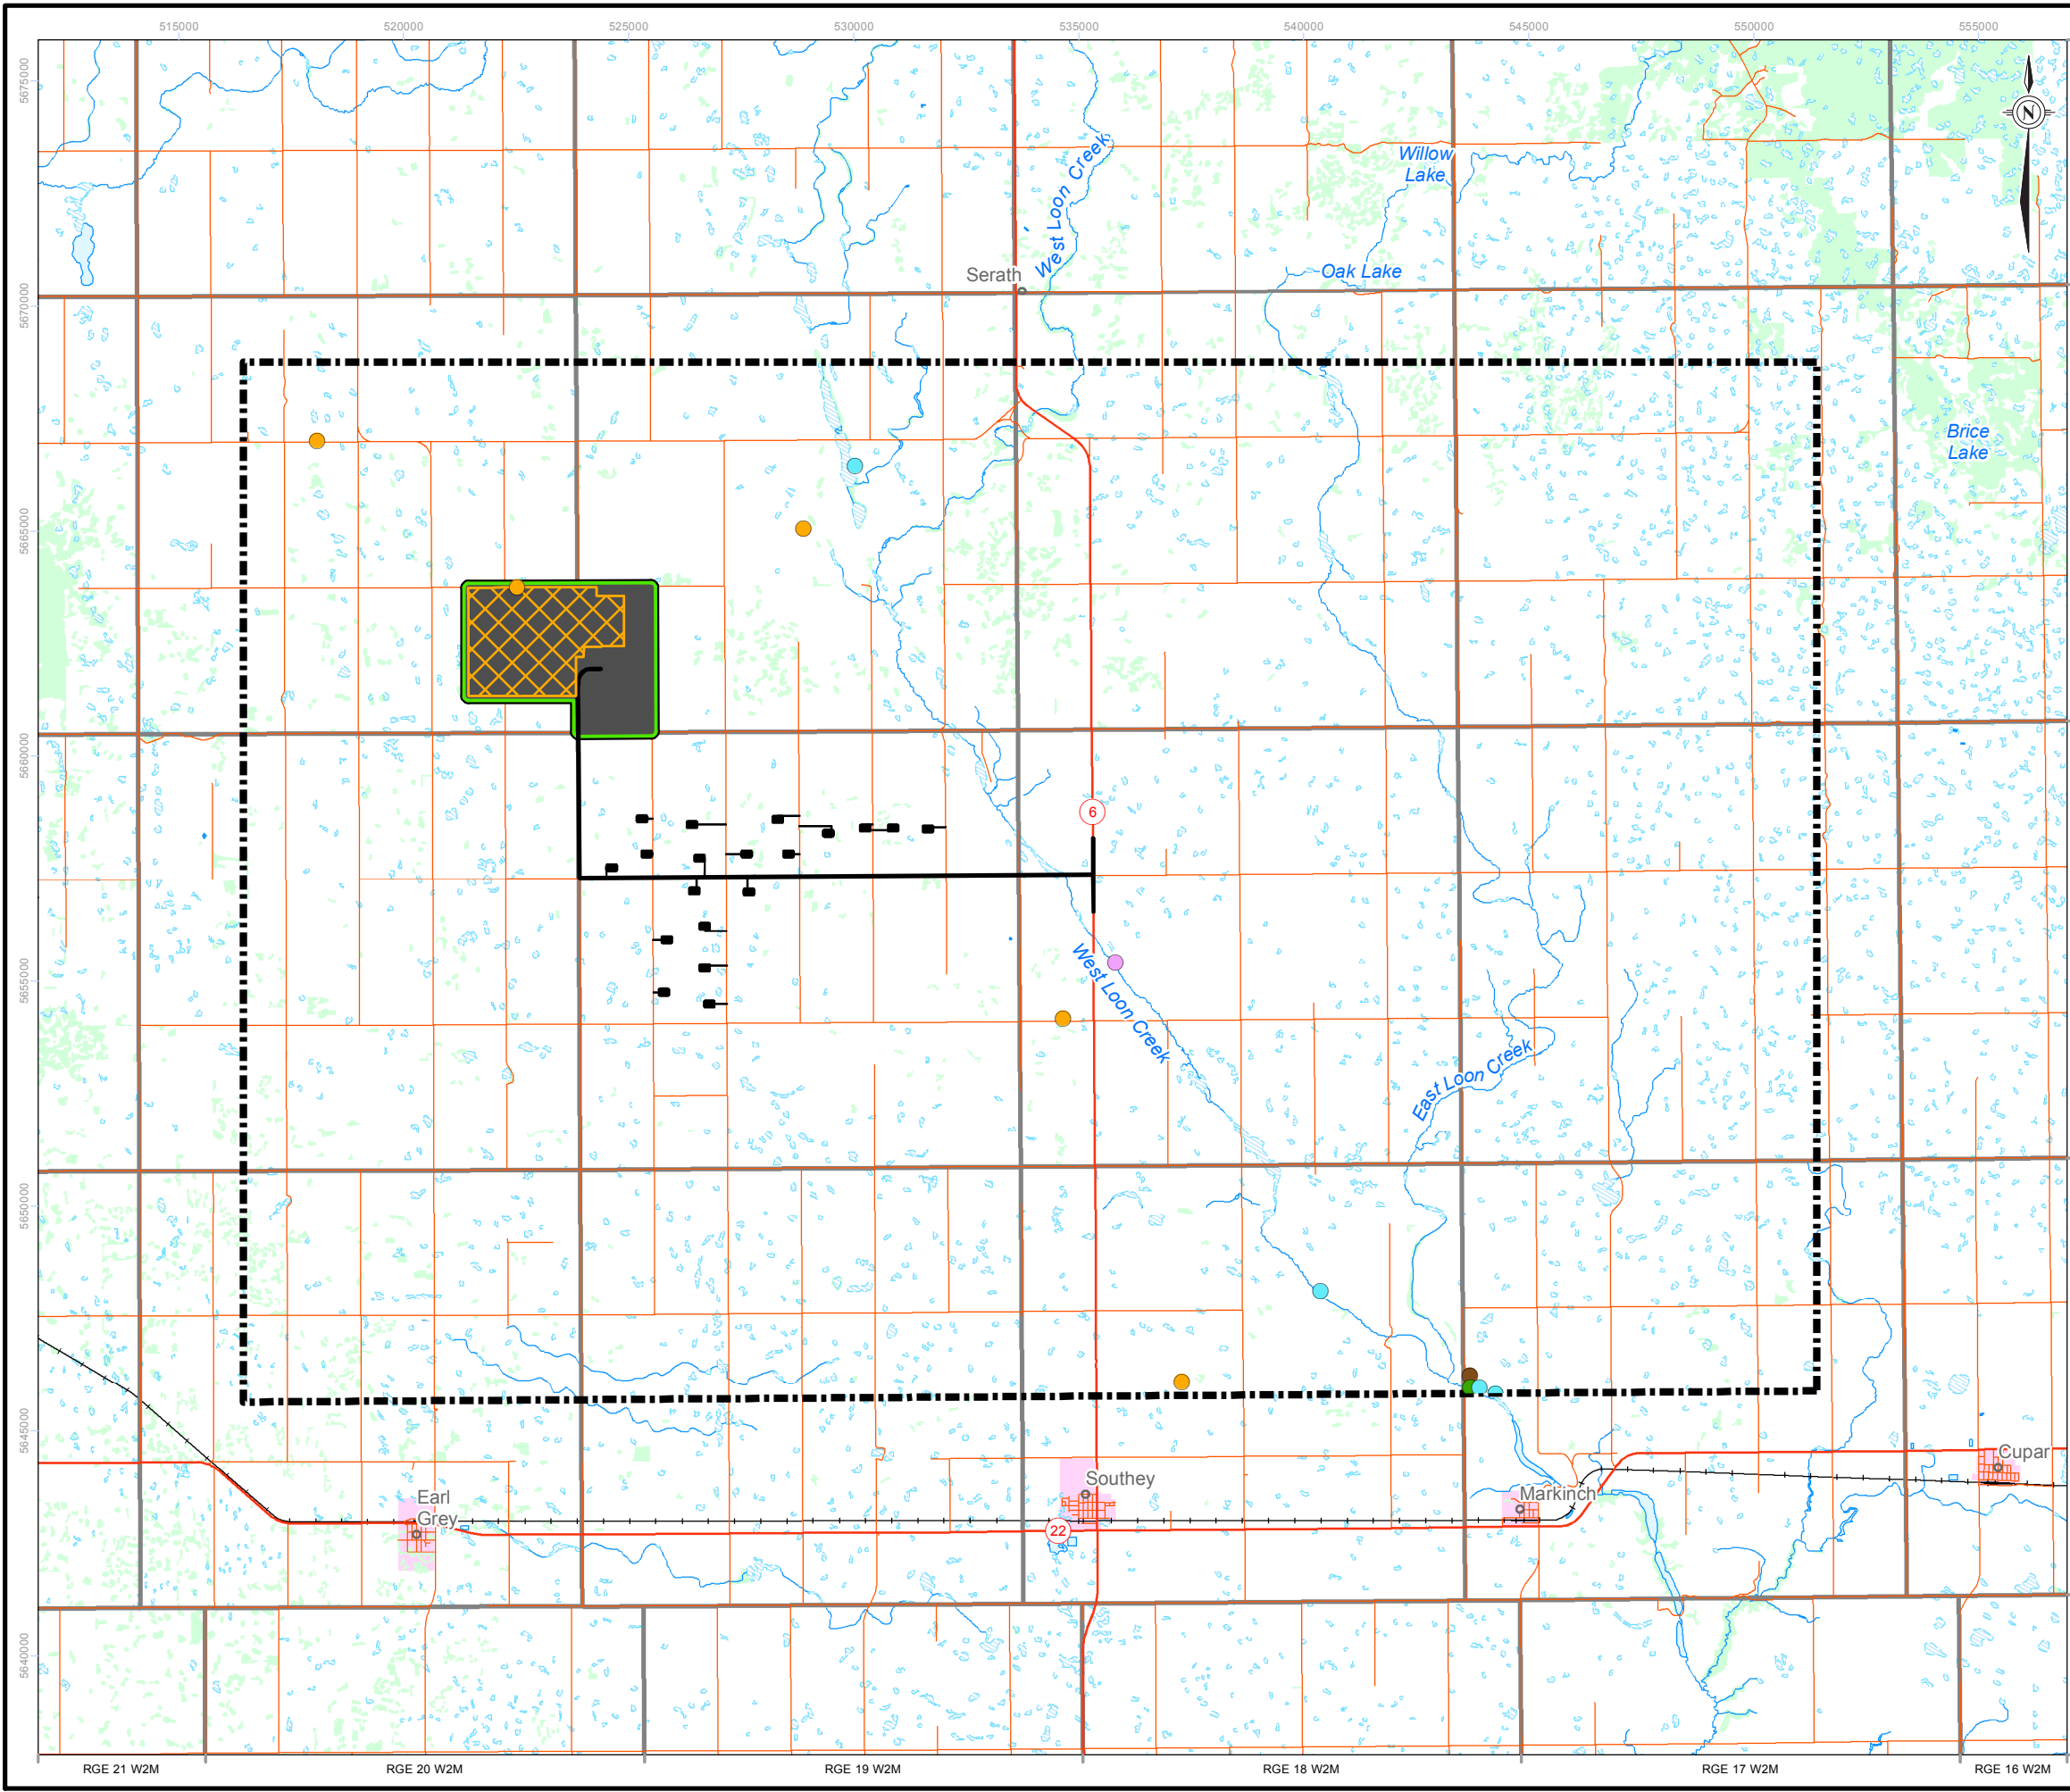 515000 520000 525000 530000 535000 540000 545000 550000 555000
5675000
N
West Loon Creek
Willow
Lake
Oak Lake
Serath
5670000
Brice
Lake
5665000
5660000
6
5655000
West Loon Creek
East Loon Creek
5650000
5645000
Cupar
Southey
Earl
Grey
Markinch
22
5640000
RGE 21 W2M RGE 20 W2M RGE 19 W2M RGE 18 W2M RGE 17 W2M RGE 16 W2M